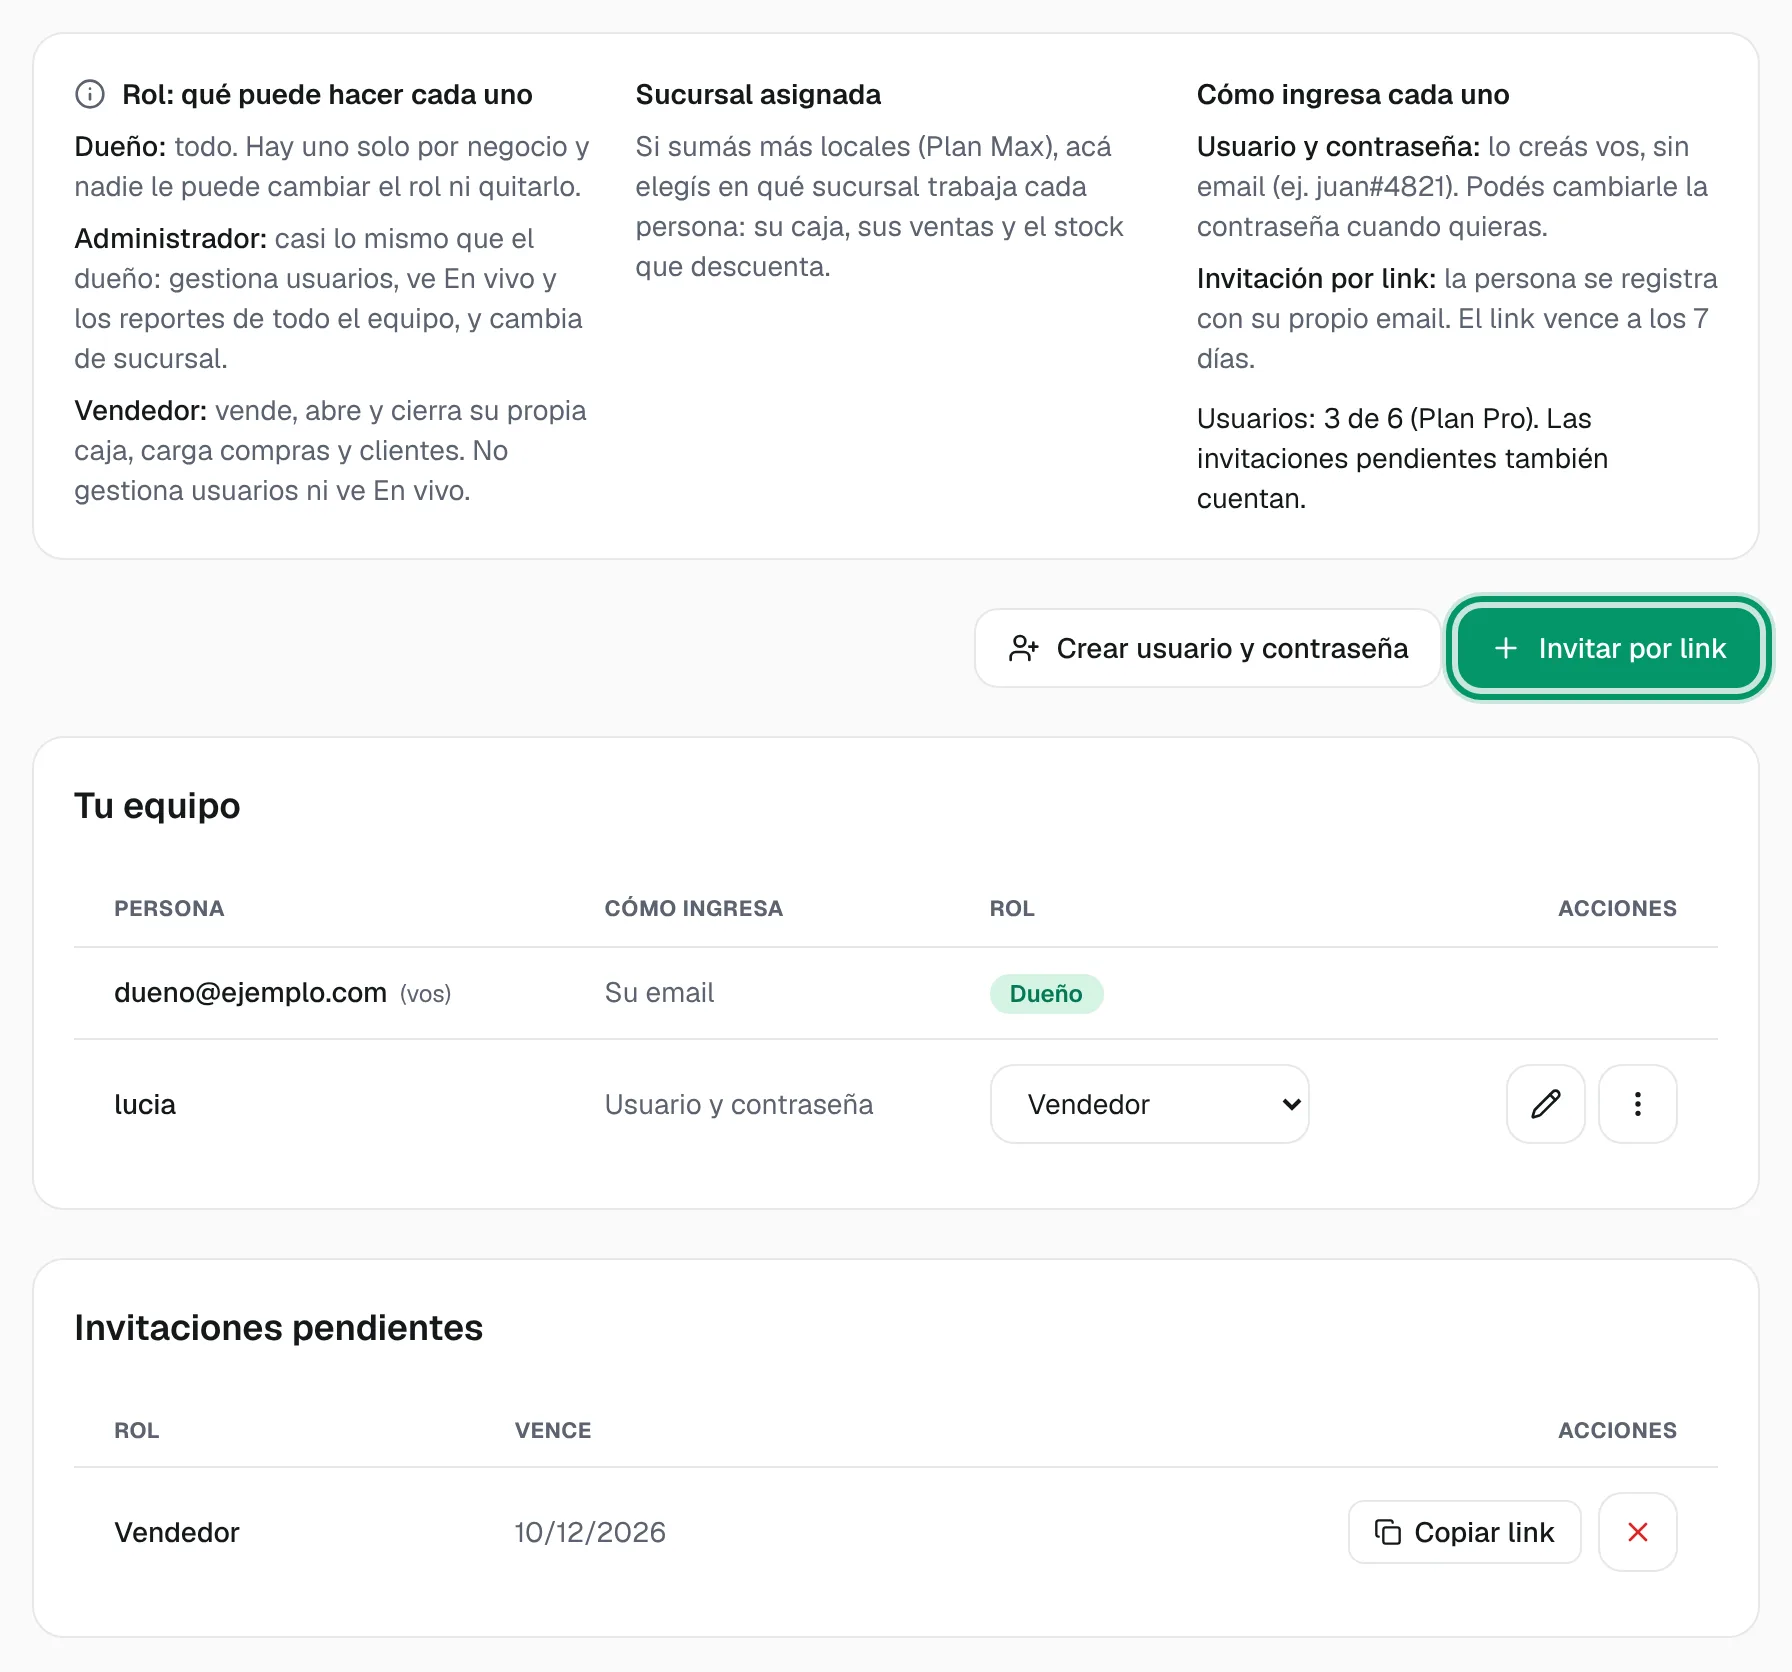 Rol: qué puede hacer cada uno
Dueño: todo. Hay uno solo por negocio y
nadie le puede cambiar el rol ni quitarlo.
Administrador: casi lo mismo que el
dueño: gestiona usuarios, ve En vivo y
los reportes de todo el equipo, y cambia
de sucursal.
Vendedor: vende, abre y cierra su propia
caja, carga compras y clientes. No
gestiona usuarios ni ve En vivo.
Sucursal asignada
Si sumás más locales (Plan Max), acá
elegís en qué sucursal trabaja cada
persona: su caja, sus ventas y el stock
que descuenta.
Cómo ingresa cada uno
Usuario y contraseña: lo creás vos, sin
email (ej. juan#4821). Podés cambiarle la
contraseña cuando quieras.
Invitación por link: la persona se registra
con su propio email. El link vence a los 7
días.
Usuarios: 3 de 6 (Plan Pro). Las
invitaciones pendientes también
cuentan.
Crear usuario y contraseña
Invitar por link
Tu equipo
PERSONA CÓMO INGRESA ROL ACCIONES
dueno@ejemplo.com (vos) Su email Dueño
lucia Usuario y contraseña Vendedor
Invitaciones pendientes
ROL VENCE ACCIONES
Vendedor 10/12/2026 Copiar link